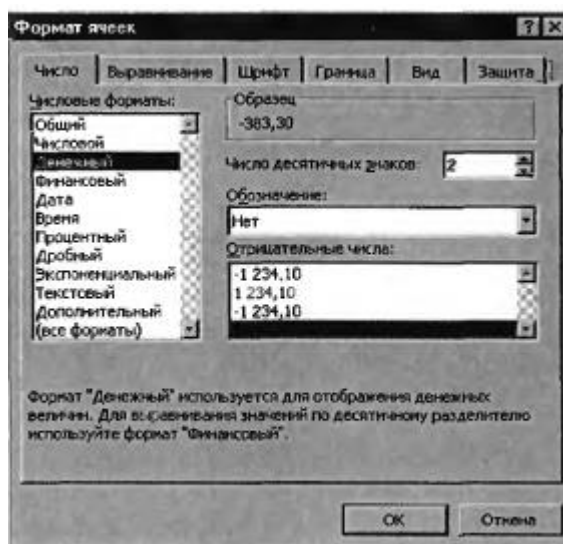 Формат ячеек
Число Выравнивание Шрифт Граница Вид Защита
Числовые форматы:
Общий
Числовой
Денежный
Финансовый
Дата
Время
Процентный
Дробный
Экспоненциальный
Текстовый
Дополнительный
(все форматы)
Образец
-383,30
Число десятичных знаков: 2
Обозначение:
Нет
Отрицательные числа:
-1 234,10
1 234,10
-1 234,10
Формат "Денежный" используется для отображения денежных
величин. Для выравнивания значений по десятичному разделителю
используйте формат "Финансовый".
OK Отмена